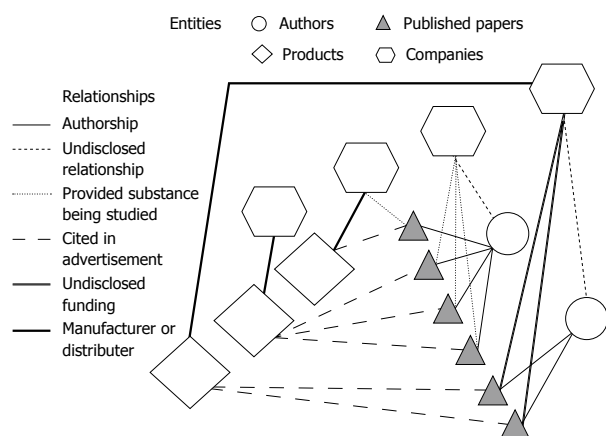 Entities
Authors
Published papers
Products
Companies
Relationships
Authorship
Undisclosed
relationship
Provided substance
being studied
Cited in
advertisement
Undisclosed
funding
Manufacturer or
distributer